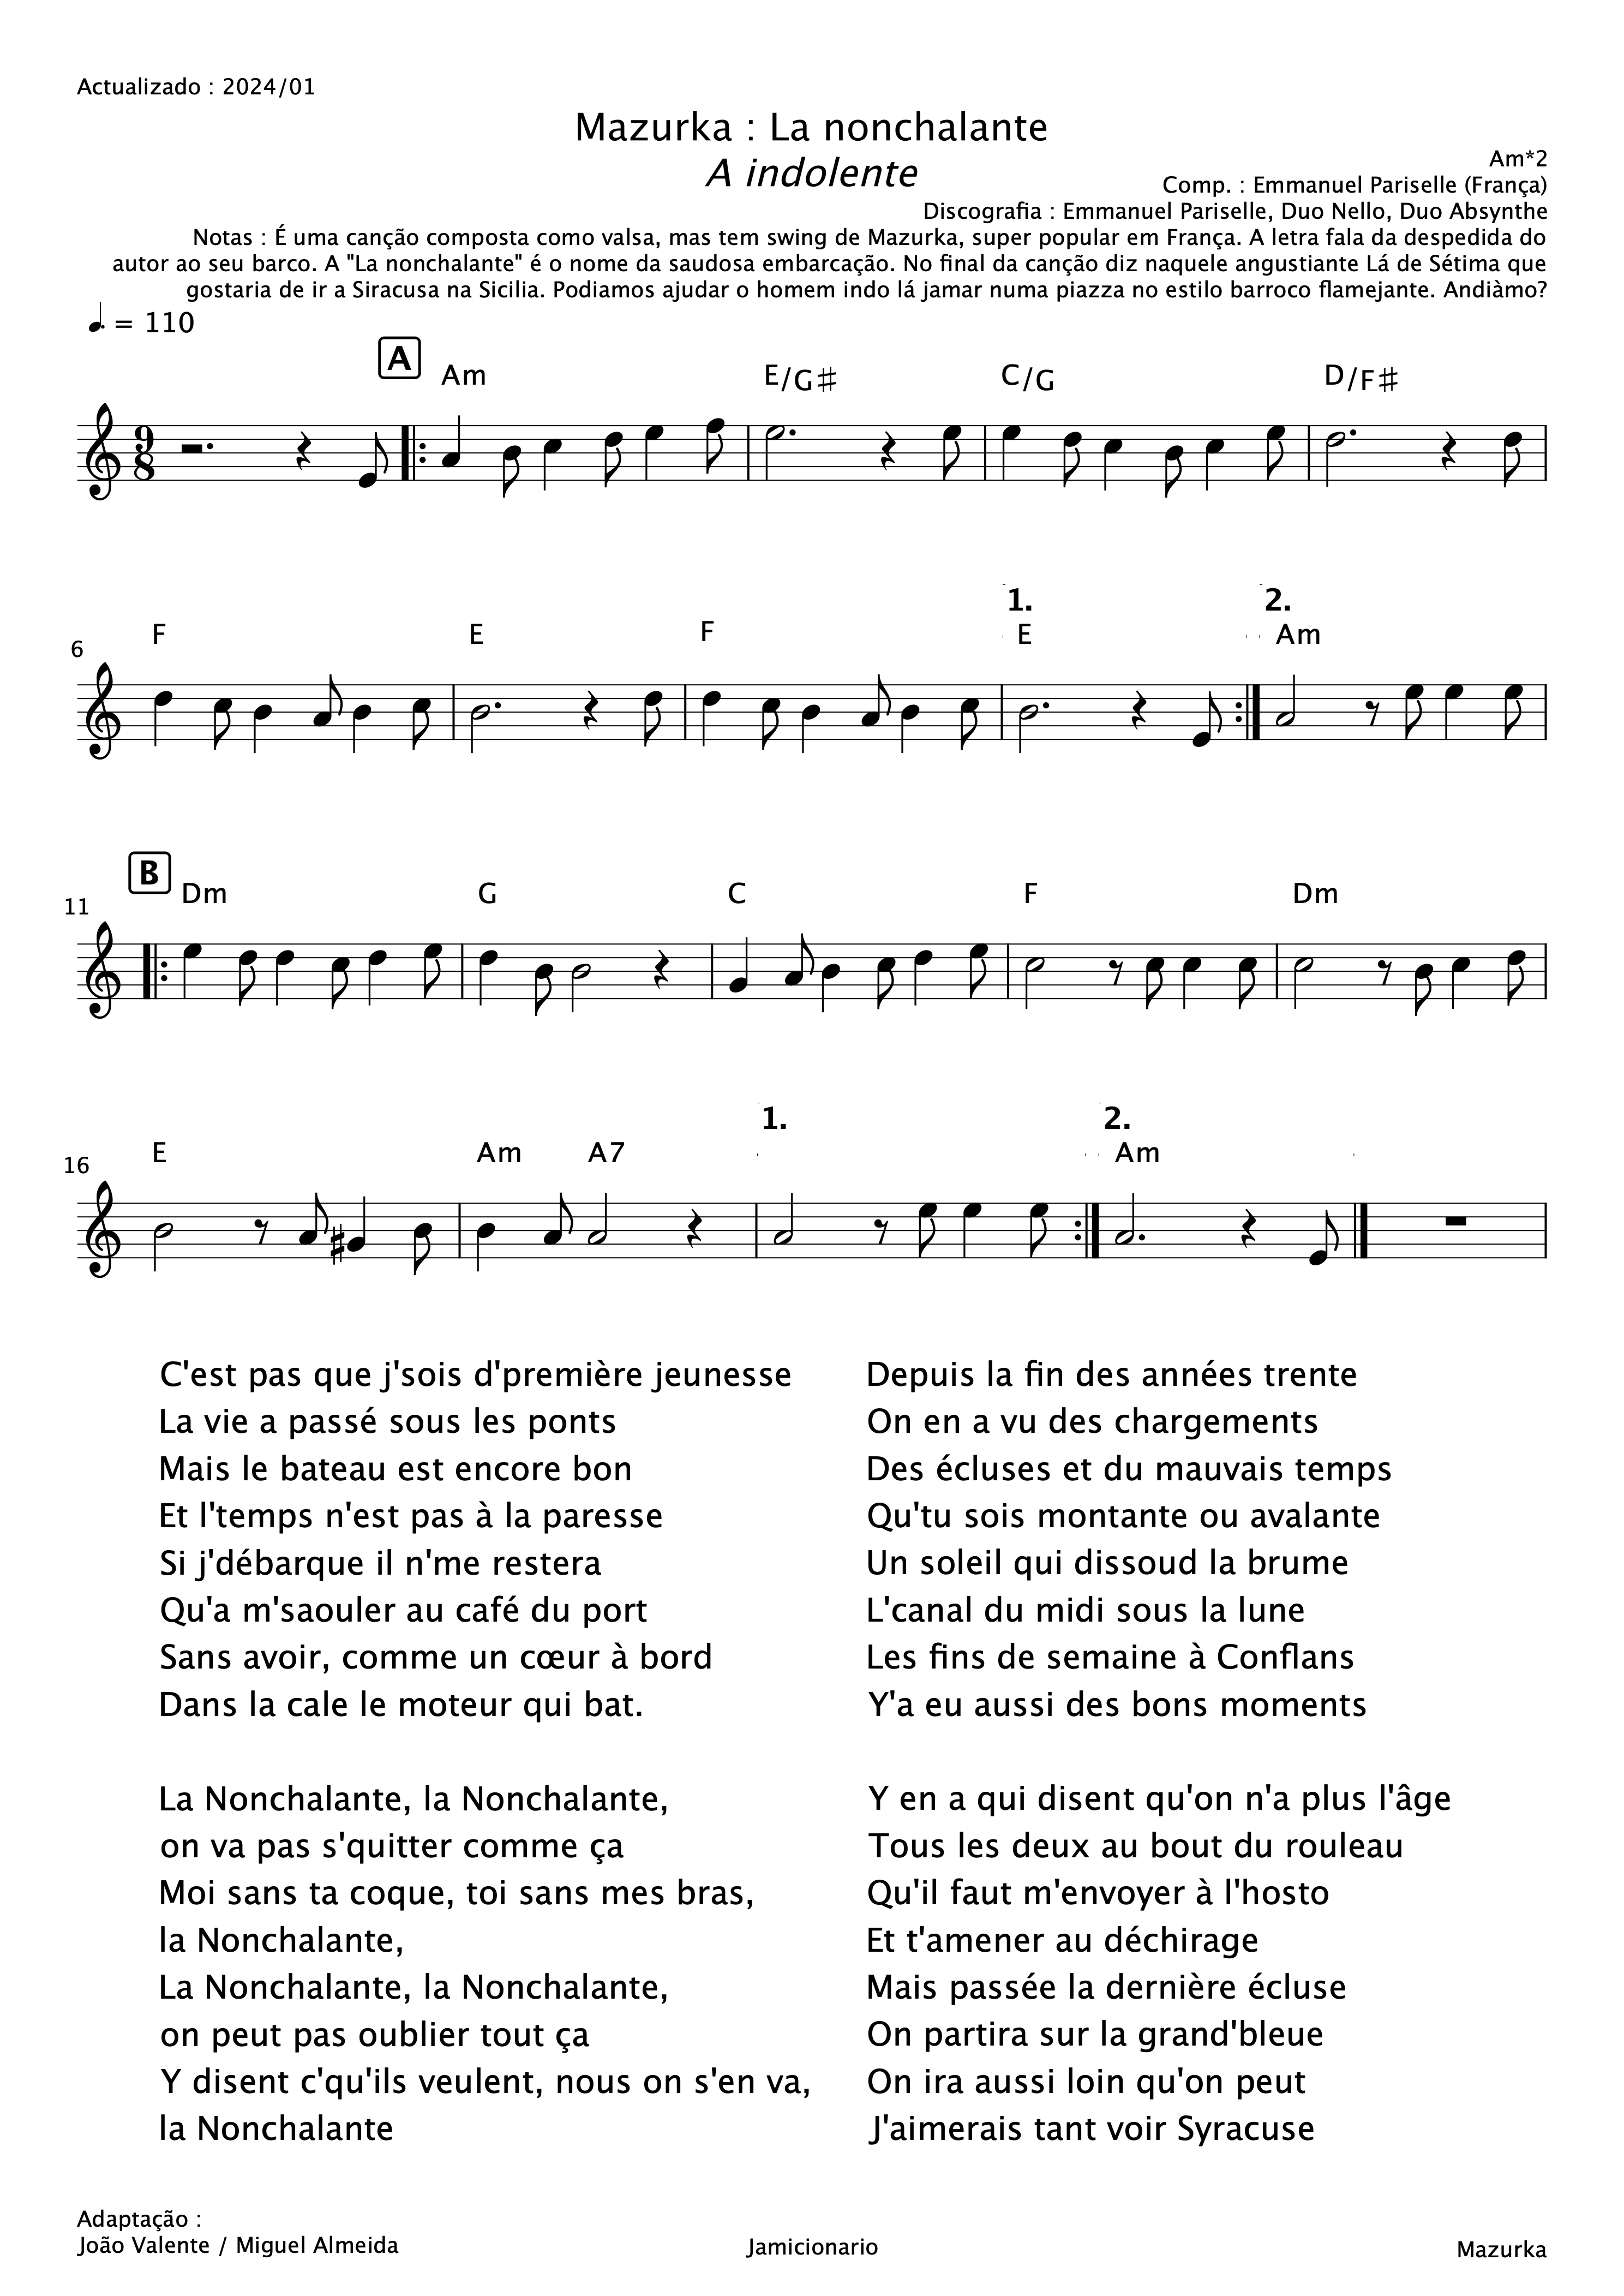 Actualizado : 2024/01
Mazurka : La nonchalante
A indolente
Am*2
Comp. : Emmanuel Pariselle (França)
Discografia : Emmanuel Pariselle, Duo Nello, Duo Absynthe
Notas : É uma canção composta como valsa, mas tem swing de Mazurka, super popular em França. A letra fala da despedida do
autor ao seu barco. A "La nonchalante" é o nome da saudosa embarcação. No final da canção diz naquele angustiante Lá de Sétima que
gostaria de ir a Siracusa na Sicilia. Podiamos ajudar o homem indo lá jamar numa piazza no estilo barroco flamejante. Andiàmo?
♩. = 110
A Am E/G♯ C/G D/F♯
9
8
1. 2.
F E F E Am
6
B Dm G C F Dm
11
1. 2.
E Am A7 Am
16
C'est pas que j'sois d'première jeunesse
La vie a passé sous les ponts
Mais le bateau est encore bon
Et l'temps n'est pas à la paresse
Si j'débarque il n'me restera
Qu'a m'saouler au café du port
Sans avoir, comme un cœur à bord
Dans la cale le moteur qui bat.
La Nonchalante, la Nonchalante,
on va pas s'quitter comme ça
Moi sans ta coque, toi sans mes bras,
la Nonchalante,
La Nonchalante, la Nonchalante,
on peut pas oublier tout ça
Y disent c'qu'ils veulent, nous on s'en va,
la Nonchalante
Depuis la fin des années trente
On en a vu des chargements
Des écluses et du mauvais temps
Qu'tu sois montante ou avalante
Un soleil qui dissoud la brume
L'canal du midi sous la lune
Les fins de semaine à Conflans
Y'a eu aussi des bons moments
Y en a qui disent qu'on n'a plus l'âge
Tous les deux au bout du rouleau
Qu'il faut m'envoyer à l'hosto
Et t'amener au déchirage
Mais passée la dernière écluse
On partira sur la grand'bleue
On ira aussi loin qu'on peut
J'aimerais tant voir Syracuse
Adaptação :
João Valente / Miguel Almeida
Jamicionario
Mazurka